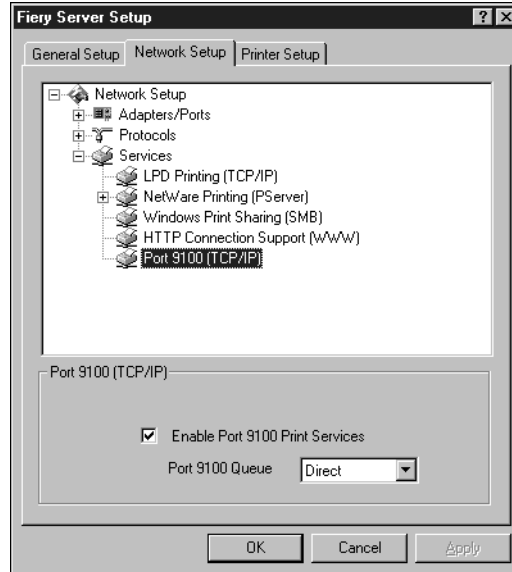 Fiery Server Setup
General Setup Network Setup Printer Setup
Network Setup
Adapters/Ports
Protocols
Services
LPD Printing (TCP/IP)
NetWare Printing (PServer)
Windows Print Sharing (SMB)
HTTP Connection Support (WWW)
Port 9100 (TCP/IP)
Port 9100 (TCP/IP)
Enable Port 9100 Print Services
Port 9100 Queue Direct
OK Cancel Apply